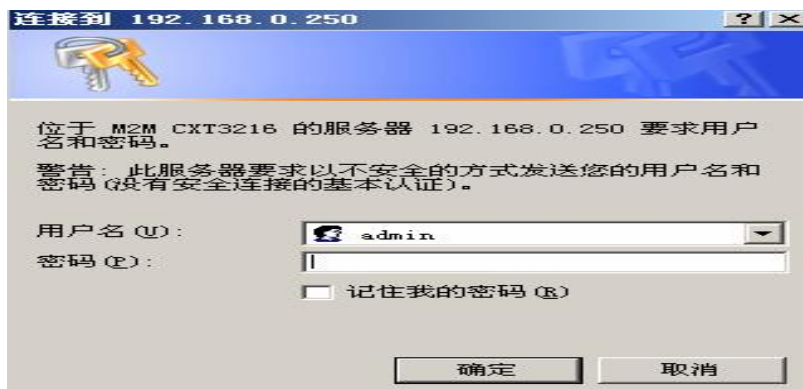 连接到 192.168.0.250
位于 M2M CXT3216 的服务器 192.168.0.250 要求用户
名和密码。
警告: 此服务器要求以不安全的方式发送您的用户名和
密码(没有安全连接的基本认证)。
用户名(U): admin
密码(P):
记住我的密码(R)
确定 取消